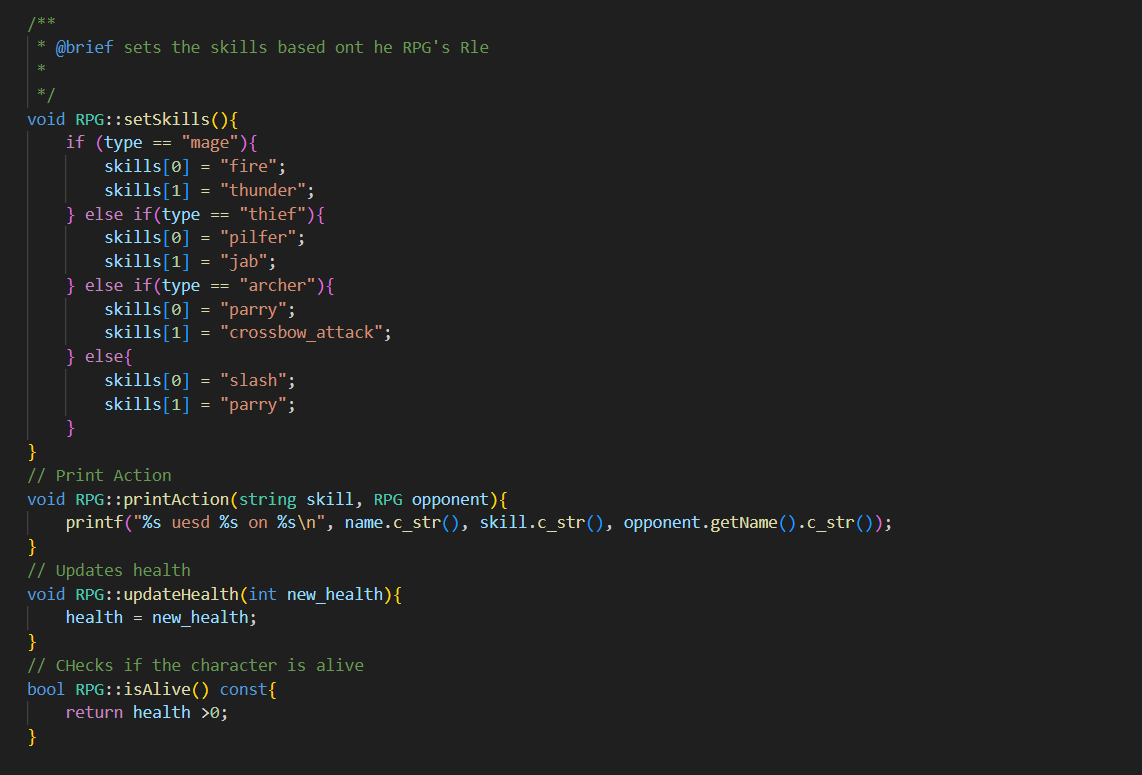 /**
 * @brief sets the skills based ont he RPG's Rle
 *
 */
void RPG::setSkills(){
    if (type == "mage"){
        skills[0] = "fire";
        skills[1] = "thunder";
    } else if(type == "thief"){
        skills[0] = "pilfer";
        skills[1] = "jab";
    } else if(type == "archer"){
        skills[0] = "parry";
        skills[1] = "crossbow_attack";
    } else{
        skills[0] = "slash";
        skills[1] = "parry";
    }
}
// Print Action
void RPG::printAction(string skill, RPG opponent){
    printf("%s uesd %s on %s\n", name.c_str(), skill.c_str(), opponent.getName().c_str());
}
// Updates health
void RPG::updateHealth(int new_health){
    health = new_health;
}
// CHecks if the character is alive
bool RPG::isAlive() const{
    return health >0;
}